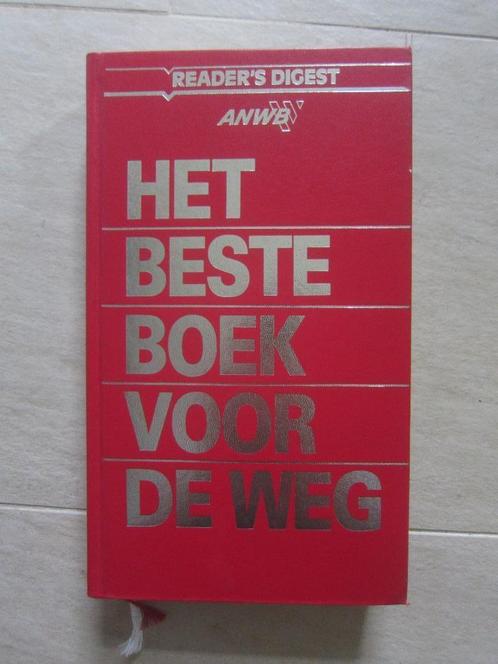 READER'S DIGEST
ANWB
HET
BESTE
BOEK
VOOR
DE WEG